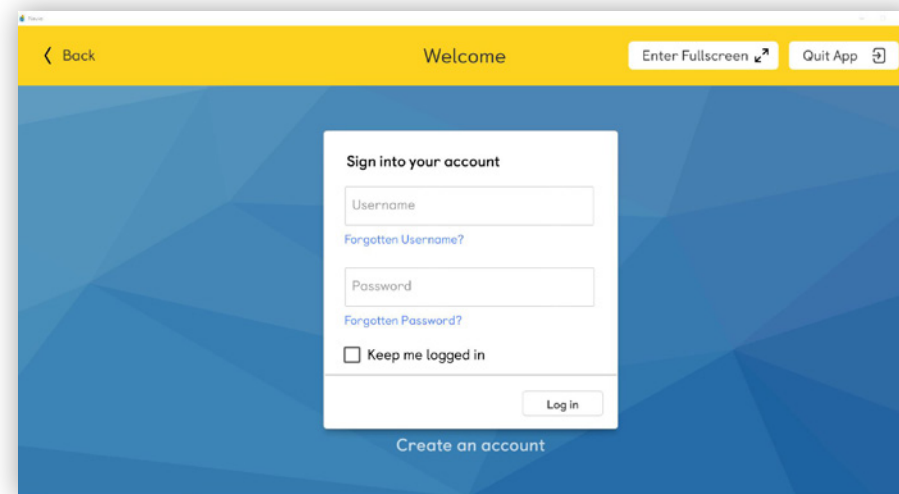 Back
Welcome
Enter Fullscreen
Quit App
Sign into your account
Username
Forgotten Username?
Password
Forgotten Password?
Keep me logged in
Log in
Create an account